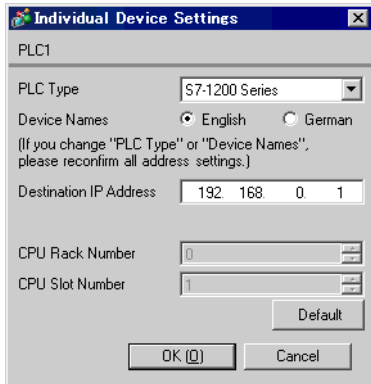 Individual Device Settings
PLC1
PLC Type S7-1200 Series
Device Names English German
(If you change "PLC Type" or "Device Names",
please reconfirm all address settings.)
Destination IP Address 192. 168. 0. 1
CPU Rack Number 0
CPU Slot Number 1
Default
OK (O) Cancel